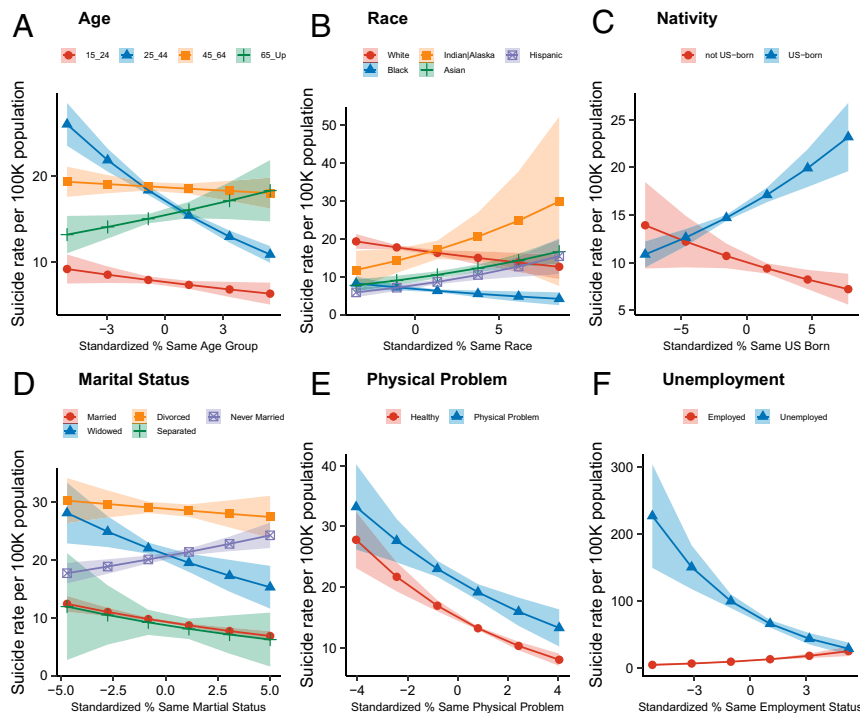 A Age
15_24 25_44 45_64 65_Up
Suicide rate per 100K population
20
10
−3 0 3
Standardized % Same Age Group
B Race
White Indian|Alaska Hispanic
Black Asian
Suicide rate per 100K population
50
40
30
20
10
0
0 5
Standardized % Same Race
C Nativity
not US−born US−born
Suicide rate per 100K population
25
20
15
10
5
−5 0 5
Standardized % Same US Born
D Marital Status
Married Divorced Never Married
Widowed Separated
Suicide rate per 100K population
30
20
10
0
−5.0 −2.5 0.0 2.5 5.0
Standardized % Same Martial Status
E Physical Problem
Healthy Physical Problem
Suicide rate per 100K population
40
30
20
10
−4 −2 0 2 4
Standardized % Same Physical Problem
F Unemployment
Employed Unemployed
Suicide rate per 100K population
300
200
100
0
−3 0 3
Standardized % Same Employment Status